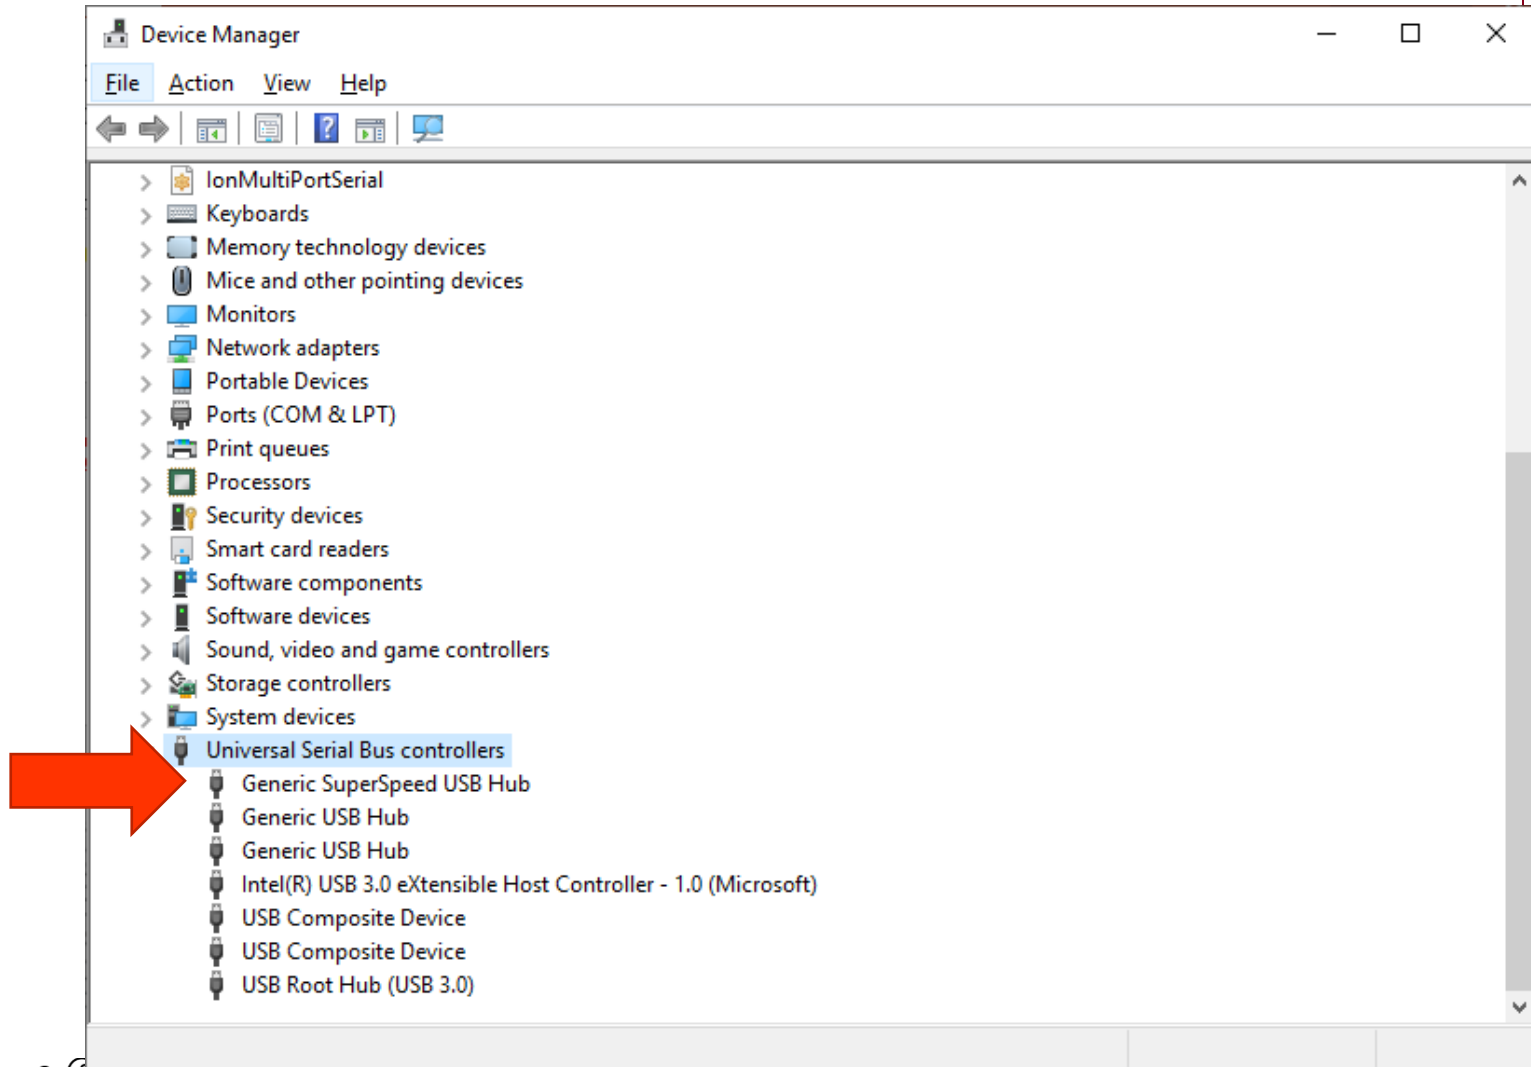 Device Manager
File Action View Help
IonMultiPortSerial
Keyboards
Memory technology devices
Mice and other pointing devices
Monitors
Network adapters
Portable Devices
Ports (COM & LPT)
Print queues
Processors
Security devices
Smart card readers
Software components
Software devices
Sound, video and game controllers
Storage controllers
System devices
Universal Serial Bus controllers
Generic SuperSpeed USB Hub
Generic USB Hub
Generic USB Hub
Intel(R) USB 3.0 eXtensible Host Controller - 1.0 (Microsoft)
USB Composite Device
USB Composite Device
USB Root Hub (USB 3.0)